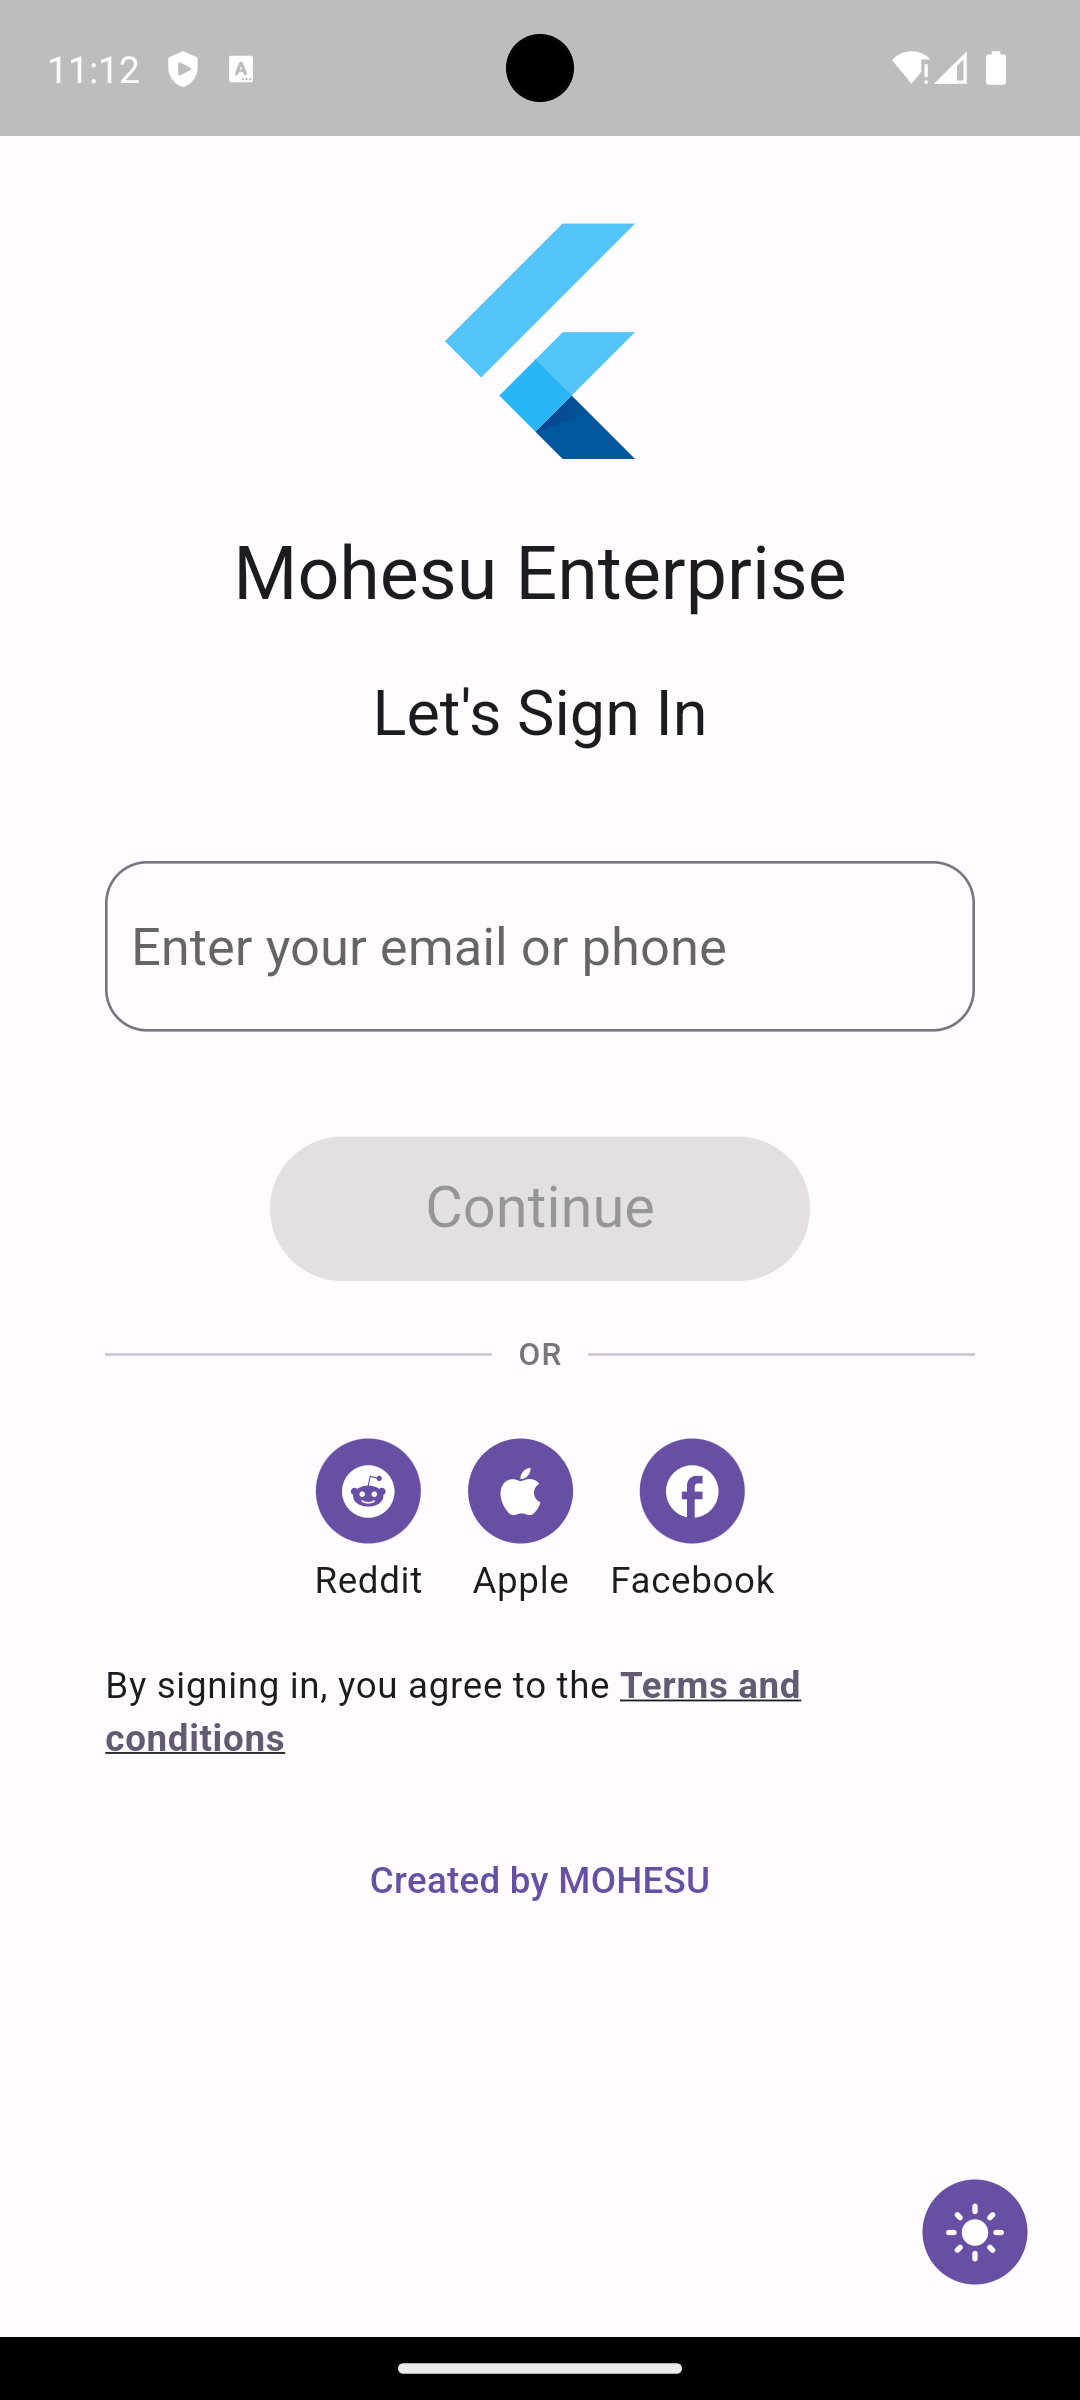 11:12
Mohesu Enterprise
Let's Sign In
Enter your email or phone
Continue
OR
Reddit Apple Facebook
By signing in, you agree to the Terms and
conditions
Created by MOHESU